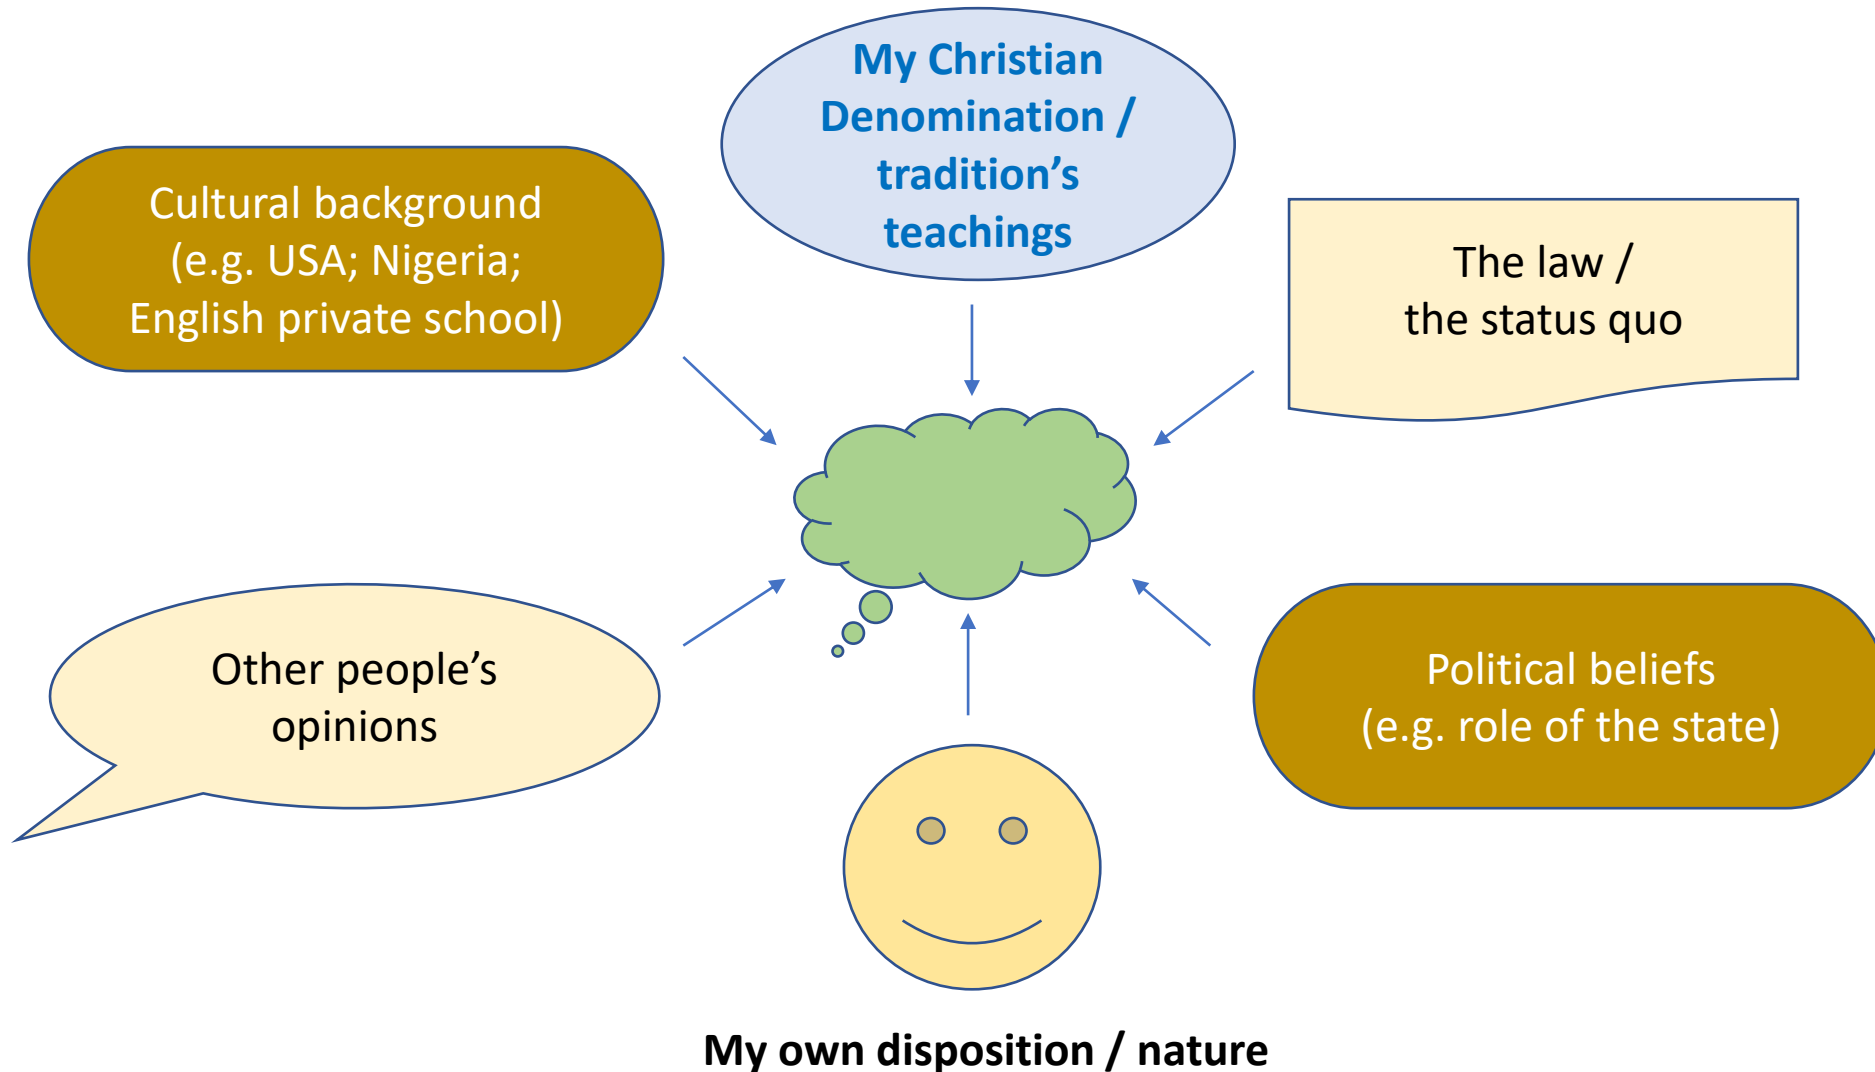 My Christian
Denomination /
tradition’s
teachings
Cultural background
(e.g. USA; Nigeria;
English private school)
The law /
the status quo
Other people’s
opinions
Political beliefs
(e.g. role of the state)
My own disposition / nature